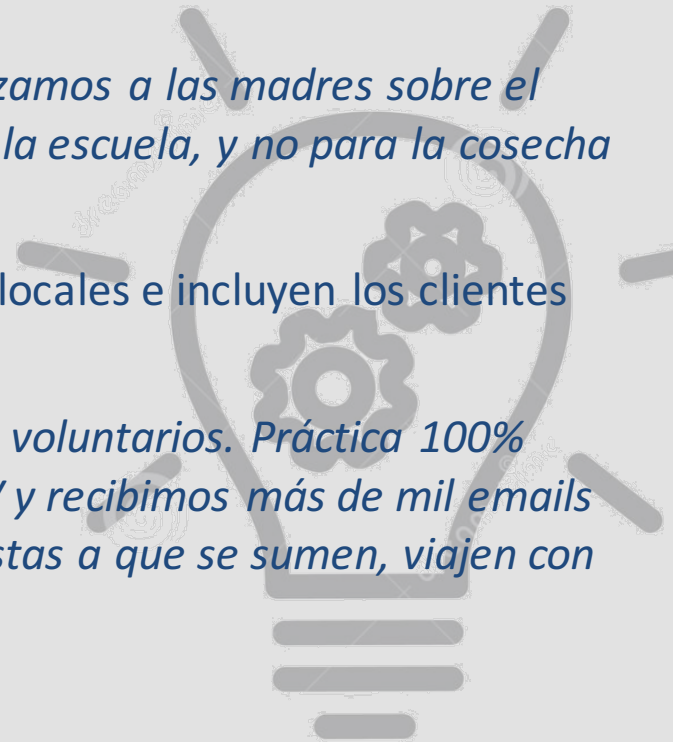 zamos a las madres sobre el
la escuela, y no para la cosecha
locales e incluyen los clientes
voluntarios. Práctica 100%
y recibimos más de mil emails
stas a que se sumen, viajen con